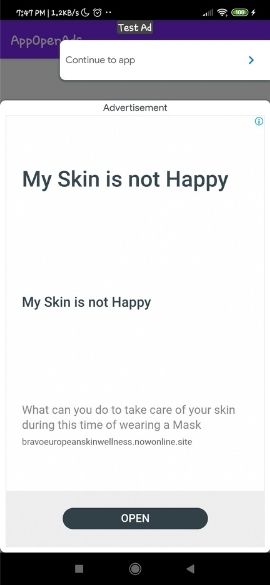 7:47 PM | 1.2KB/s
Test Ad
AppOpenAds
Continue to app
Advertisement
My Skin is not Happy
My Skin is not Happy
What can you do to take care of your skin
during this time of wearing a Mask
bravoeuropeanskinwellness.nowonline.site
OPEN